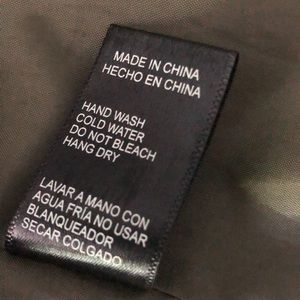 MADE IN CHINA
HECHO EN CHINA
HAND WASH
COLD WATER
DO NOT BLEACH
HANG DRY
LAVAR A MANO CON
AGUA FRIA NO USAR
BLANQUEADOR
SECAR COLGADO